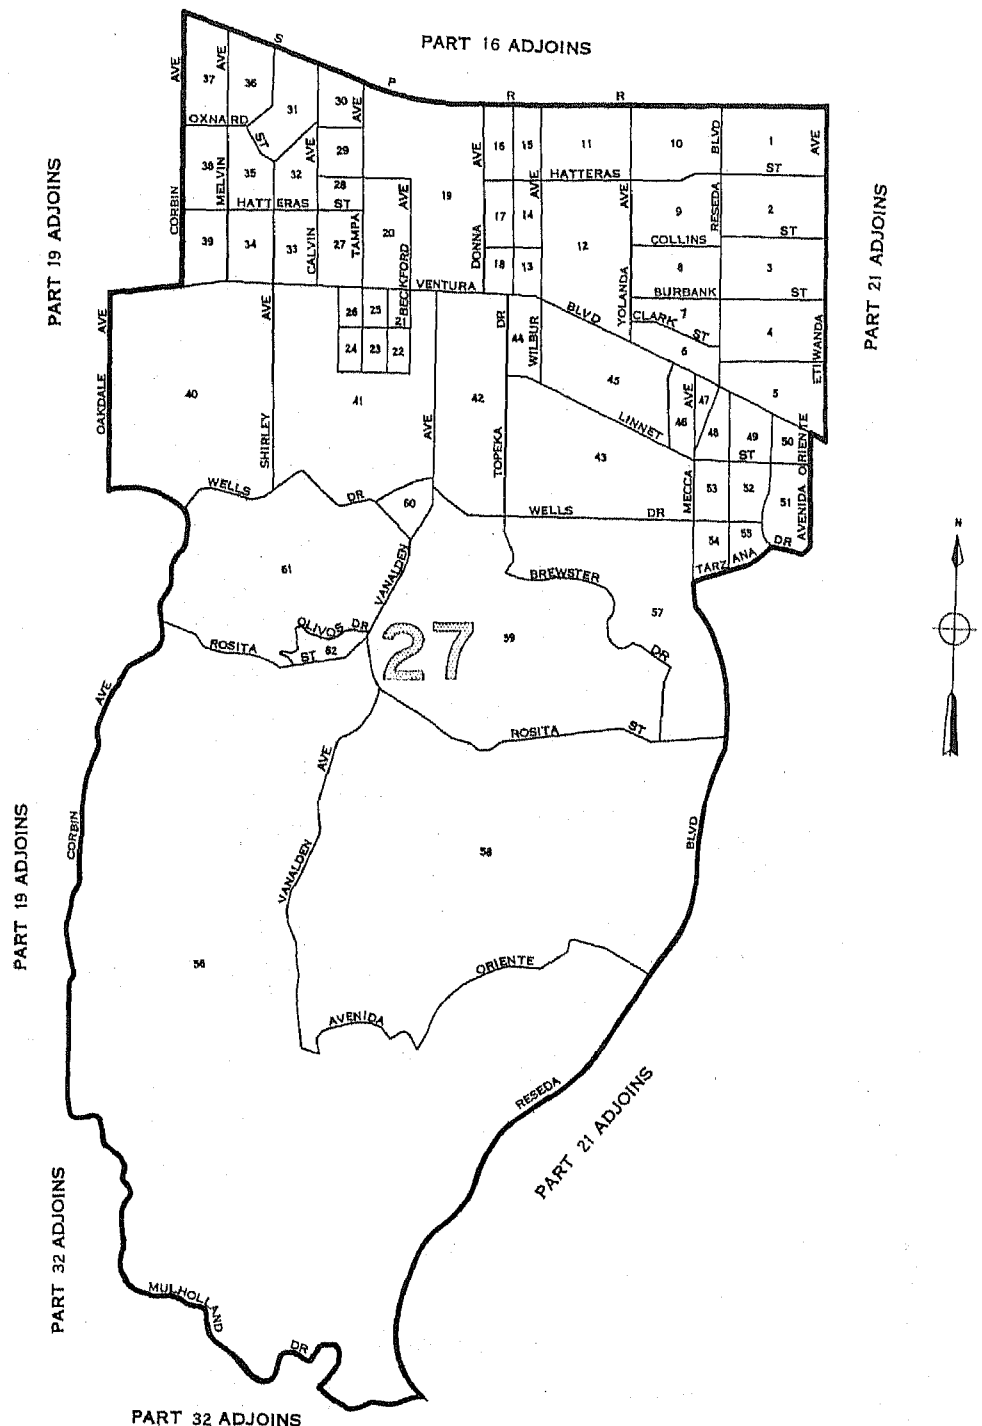 PART 16 ADJOINS
S P R R
PART 19 ADJOINS
PART 21 ADJOINS
CORBIN AVE
MELVIN AVE
OXNARD ST
CALVIN AVE
TAMPA AVE
BECKFORD AVE
DONNA AVE
AVE
YOLANDA AVE
RESEDA BLVD
ETIWANDA AVE
HATTERAS ST
HATTERAS ST
COLLINS ST
BURBANK ST
CLARK ST
VENTURA BLVD
37
36
31
30
29
28
38
35
32
39
34
33
27
20
19
16
15
17
14
18
13
11
12
10
9
8
7
6
1
2
3
4
5
26
25
21
24
23
22
OAKDALE AVE
SHIRLEY AVE
AVE
TOPEKA DR
WILBUR
LINNET ST
MECCA AVE
AVENIDA ORIENTE
40
41
42
44
45
43
46
47
48
49
50
53
52
51
54
55
WELLS DR
WELLS DR
TARZANA DR
60
61
VANALDEN
BREWSTER DR
57
59
OLIVOS DR
62
ROSITA ST
27
ROSITA ST
N
CORBIN AVE
VANALDEN AVE
58
56
AVENIDA ORIENTE
RESEDA BLVD
PART 19 ADJOINS
PART 21 ADJOINS
PART 32 ADJOINS
MULHOLLAND DR
PART 32 ADJOINS